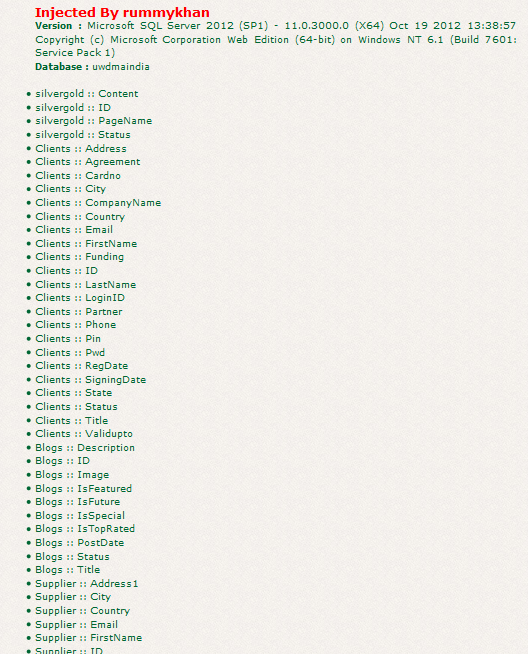 Injected By rummykhan
Version : Microsoft SQL Server 2012 (SP1) - 11.0.3000.0 (X64) Oct 19 2012 13:38:57
Copyright (c) Microsoft Corporation Web Edition (64-bit) on Windows NT 6.1 (Build 7601:
Service Pack 1)
Database : uwdmaindia
• silvergold :: Content
• silvergold :: ID
• silvergold :: PageName
• silvergold :: Status
• Clients :: Address
• Clients :: Agreement
• Clients :: Cardno
• Clients :: City
• Clients :: CompanyName
• Clients :: Country
• Clients :: Email
• Clients :: FirstName
• Clients :: Funding
• Clients :: ID
• Clients :: LastName
• Clients :: LoginID
• Clients :: Partner
• Clients :: Phone
• Clients :: Pin
• Clients :: Pwd
• Clients :: RegDate
• Clients :: SigningDate
• Clients :: State
• Clients :: Status
• Clients :: Title
• Clients :: Validupto
• Blogs :: Description
• Blogs :: ID
• Blogs :: Image
• Blogs :: IsFeatured
• Blogs :: IsFuture
• Blogs :: IsSpecial
• Blogs :: IsTopRated
• Blogs :: PostDate
• Blogs :: Status
• Blogs :: Title
• Supplier :: Address1
• Supplier :: City
• Supplier :: Country
• Supplier :: Email
• Supplier :: FirstName
• Supplier :: ID